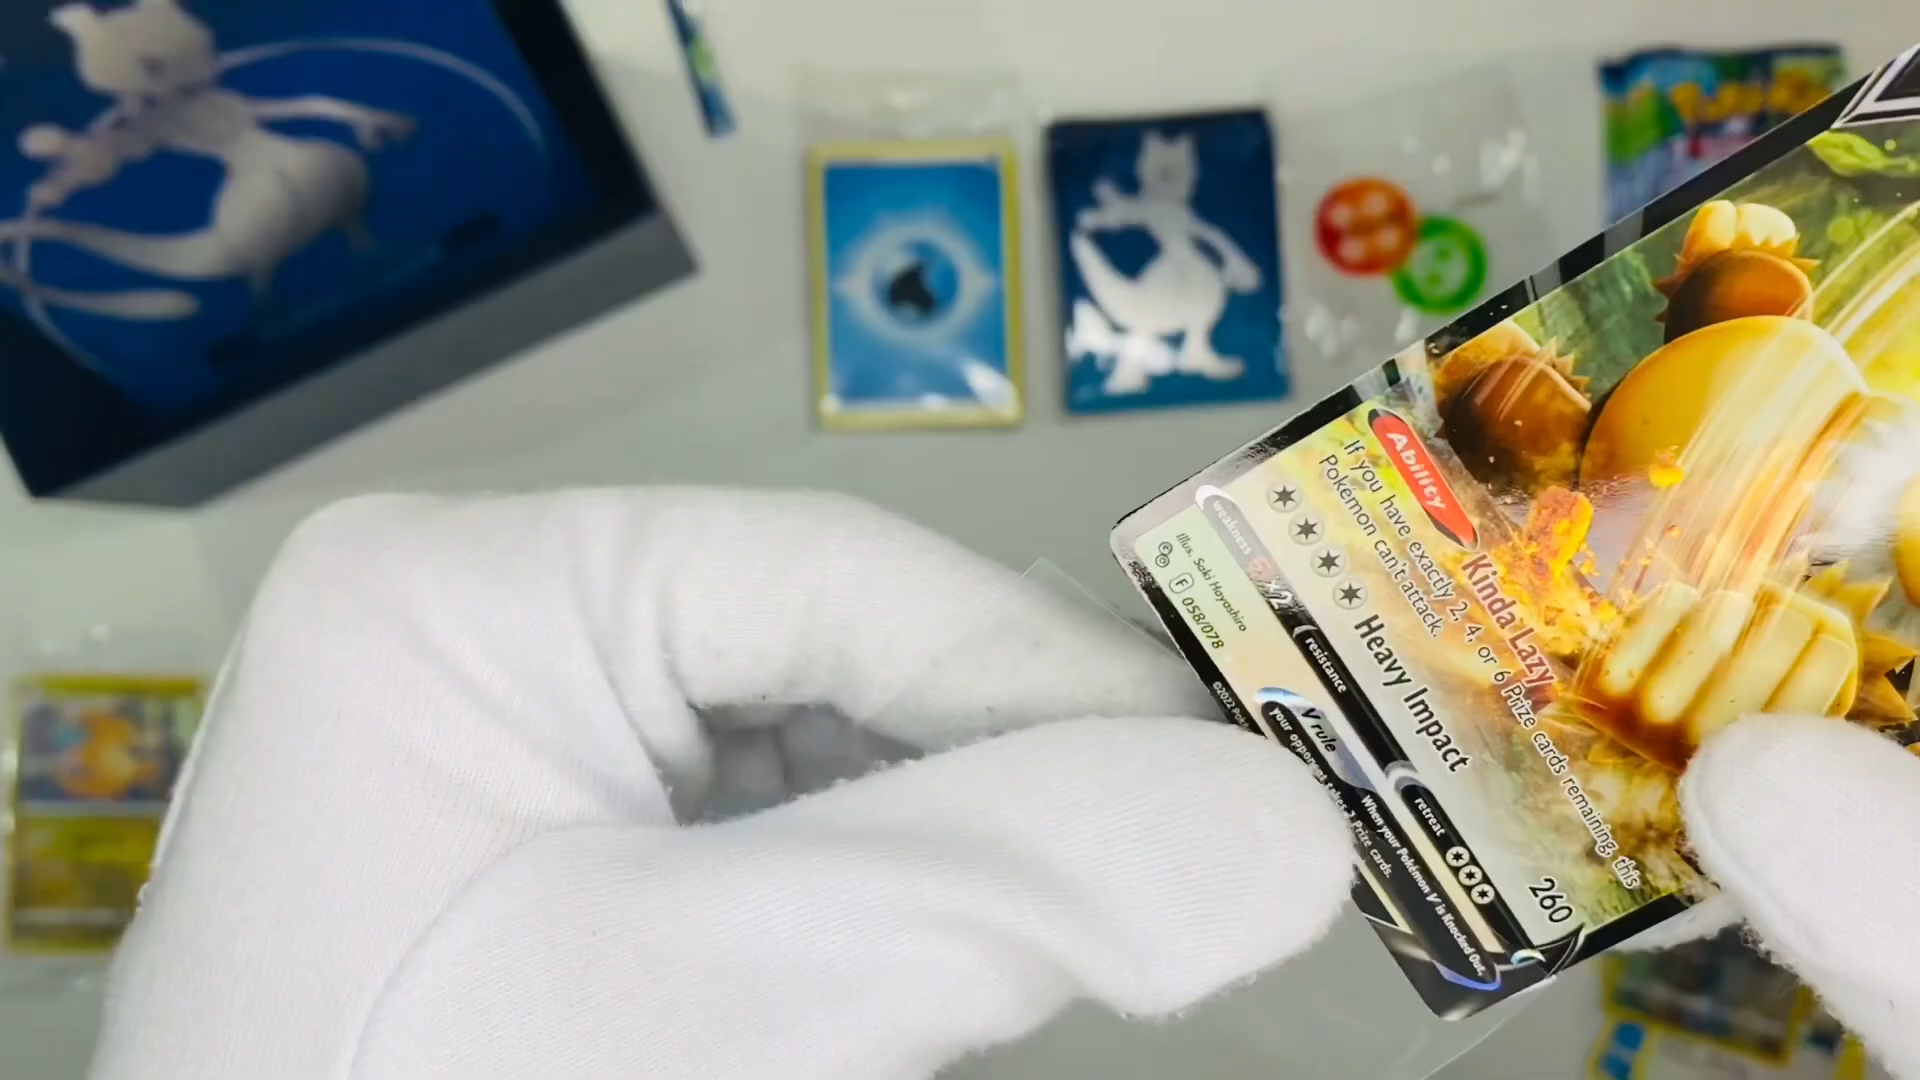 Ability
Kinda Lazy
If you have exactly 2, 4, or 6 Prize cards remaining, this
Pokémon can't attack.
Heavy Impact
260
weakness
×2
resistance
retreat
Illus. Saki Hayashiro
F 058/078
V rule
When your Pokémon V is Knocked Out,
your opponent takes 2 Prize cards.
©2022